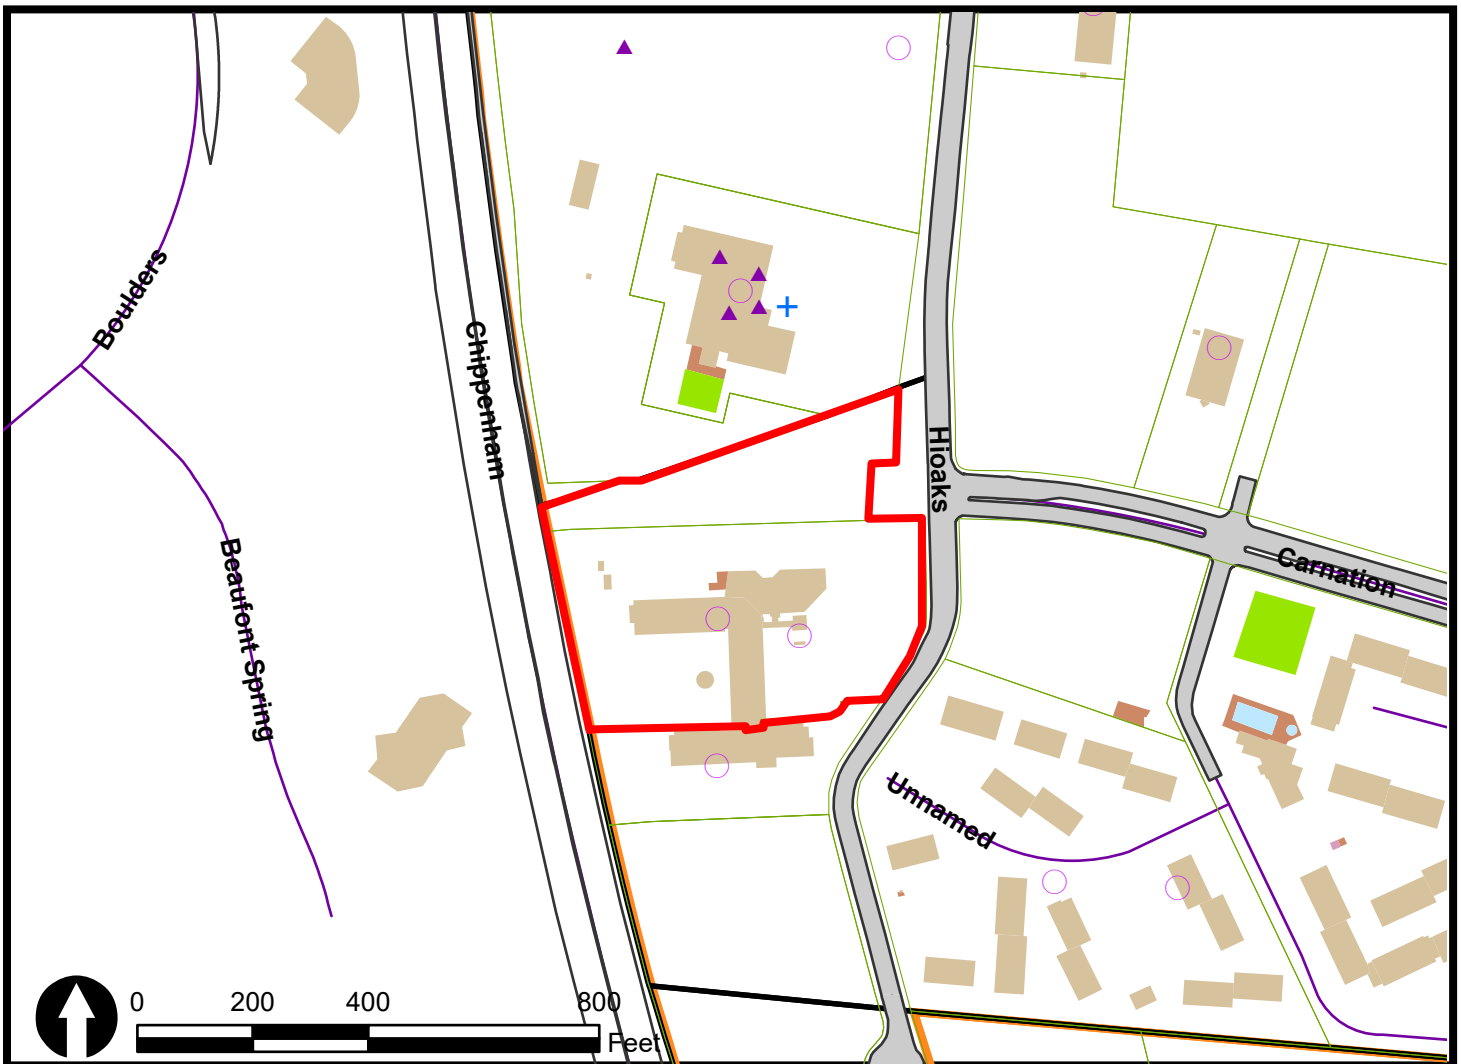 Boulders
Chippenham
Hioaks
Carnation
Beaufont Spring
Unnamed
0 200 400 800
Feet